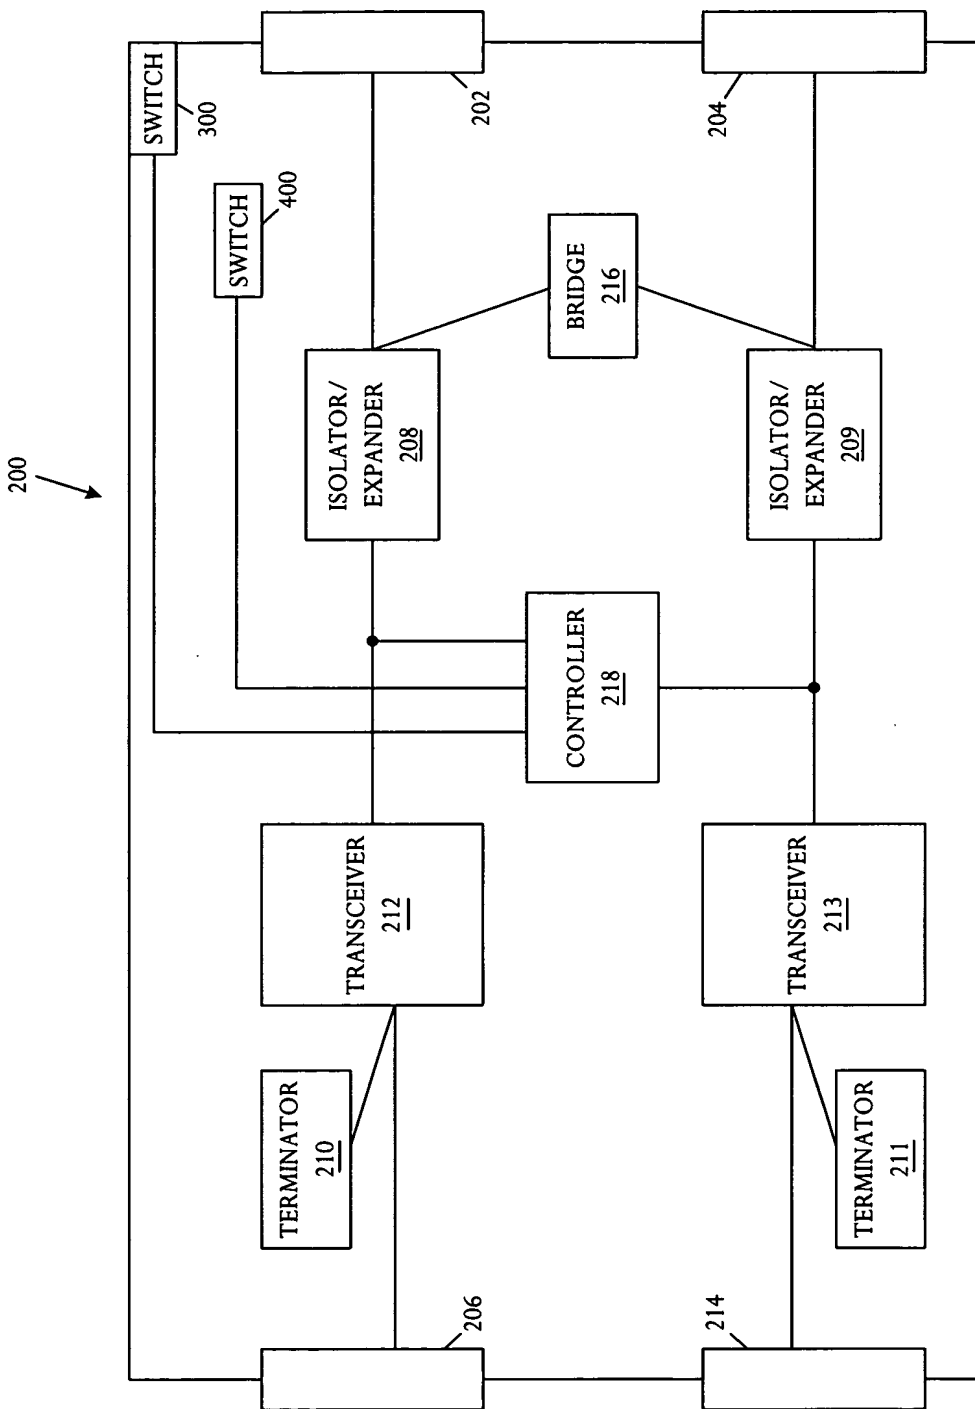 200
SWITCH
300
SWITCH
400
TERMINATOR
210
TRANSCEIVER
212
ISOLATOR/
EXPANDER
208
206
202
CONTROLLER
218
BRIDGE
216
214
204
TERMINATOR
211
TRANSCEIVER
213
ISOLATOR/
EXPANDER
209